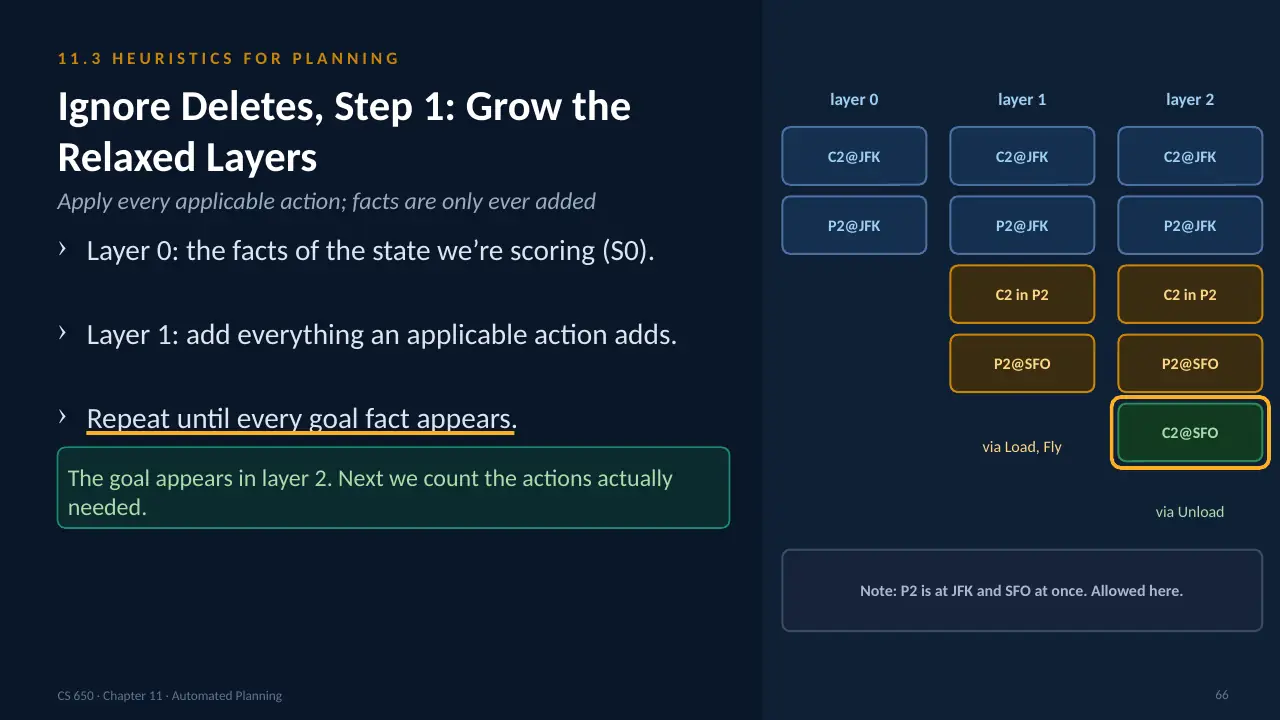 11.3 HEURISTICS FOR PLANNING
Ignore Deletes, Step 1: Grow the
Relaxed Layers
Apply every applicable action; facts are only ever added
› Layer 0: the facts of the state we’re scoring (S0).
› Layer 1: add everything an applicable action adds.
› Repeat until every goal fact appears.
The goal appears in layer 2. Next we count the actions actually
needed.
layer 0 layer 1 layer 2
C2@JFK C2@JFK C2@JFK
P2@JFK P2@JFK P2@JFK
C2 in P2 C2 in P2
P2@SFO P2@SFO
C2@SFO
via Load, Fly
via Unload
Note: P2 is at JFK and SFO at once. Allowed here.
CS 650 · Chapter 11 · Automated Planning
66